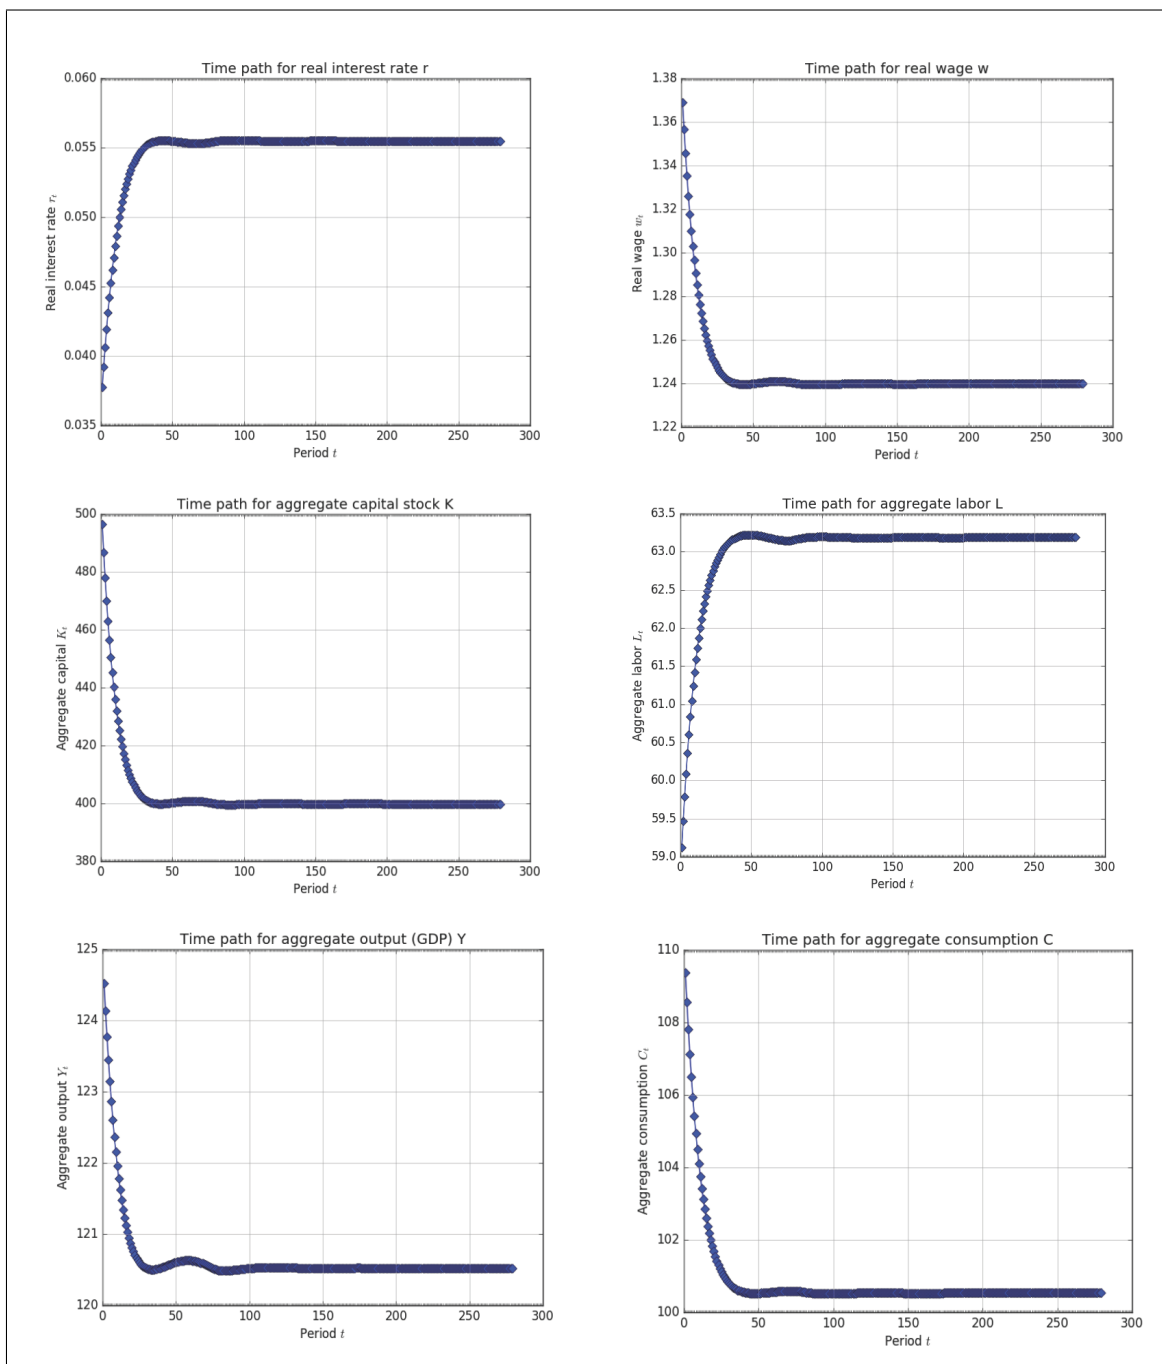 Time path for real interest rate r
0.060
0.055
0.050
0.045
0.040
0.035
Real interest rate r_t
0 50 100 150 200 250 300
Period t
Time path for real wage w
1.38
1.36
1.34
1.32
1.30
1.28
1.26
1.24
1.22
Real wage w_t
0 50 100 150 200 250 300
Period t
Time path for aggregate capital stock K
500
480
460
440
420
400
380
Aggregate capital K_t
0 50 100 150 200 250 300
Period t
Time path for aggregate labor L
63.5
63.0
62.5
62.0
61.5
61.0
60.5
60.0
59.5
59.0
Aggregate labor L_t
0 50 100 150 200 250 300
Period t
Time path for aggregate output (GDP) Y
125
124
123
122
121
120
Aggregate output Y_t
0 50 100 150 200 250 300
Period t
Time path for aggregate consumption C
110
108
106
104
102
100
Aggregate consumption C_t
0 50 100 150 200 250 300
Period t